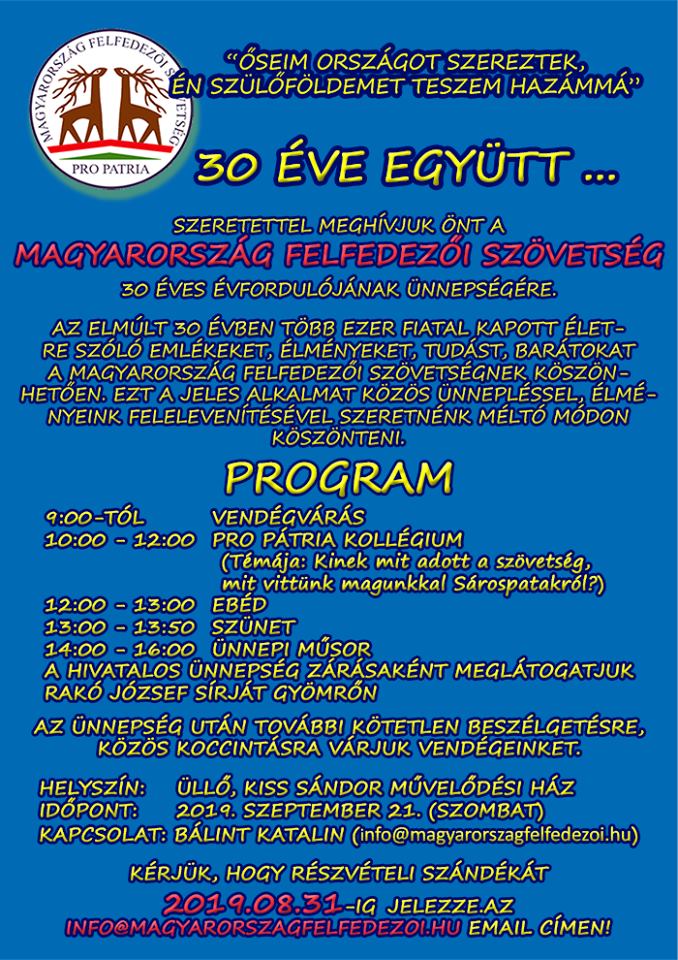 MAGYARORSZÁG FELFEDEZŐI SZÖVETSÉG
PRO PATRIA
“ŐSEIM ORSZÁGOT SZEREZTEK,
ÉN SZÜLŐFÖLDEMET TESZEM HAZÁMMÁ”
30 ÉVE EGYÜTT ...
SZERETETTEL MEGHÍVJUK ÖNT A
MAGYARORSZÁG FELFEDEZŐI SZÖVETSÉG
30 ÉVES ÉVFORDULÓJÁNAK ÜNNEPSÉGÉRE.
AZ ELMÚLT 30 ÉVBEN TÖBB EZER FIATAL KAPOTT ÉLET-
RE SZÓLÓ EMLÉKEKET, ÉLMÉNYEKET, TUDÁST, BARÁTOKAT
A MAGYARORSZÁG FELFEDEZŐI SZÖVETSÉGNEK KÖSZÖN-
HETŐEN. EZT A JELES ALKALMAT KÖZÖS ÜNNEPLÉSSEL, ÉLMÉ-
NYEINK FELELEVENÍTÉSÉVEL SZERETNÉNK MÉLTÓ MÓDON
KÖSZÖNTENI.
PROGRAM
9:00-TÓL VENDÉGVÁRÁS
10:00 - 12:00 PRO PÁTRIA KOLLÉGIUM
(Témája: Kinek mit adott a szövetség,
mit vittünk magunkkal Sárospatakról?)
12:00 - 13:00 EBÉD
13:00 - 13:50 SZÜNET
14:00 - 16:00 ÜNNEPI MŰSOR
A HIVATALOS ÜNNEPSÉG ZÁRÁSAKÉNT MEGLÁTOGATJUK
RAKÓ JÓZSEF SÍRJÁT GYÖMRŐN
AZ ÜNNEPSÉG UTÁN TOVÁBBI KÖTETLEN BESZÉLGETÉSRE,
KÖZÖS KOCCINTÁSRA VÁRJUK VENDÉGEINKET.
HELYSZÍN: ÜLLŐ, KISS SÁNDOR MŰVELŐDÉSI HÁZ
IDŐPONT: 2019. SZEPTEMBER 21. (SZOMBAT)
KAPCSOLAT: BÁLINT KATALIN (info@magyarorszagfelfedezoi.hu)
KÉRJÜK, HOGY RÉSZVÉTELI SZÁNDÉKÁT
2019.08.31-IG JELEZZE.AZ
INFO@MAGYARORSZAGFELFEDEZOI.HU EMAIL CÍMEN!